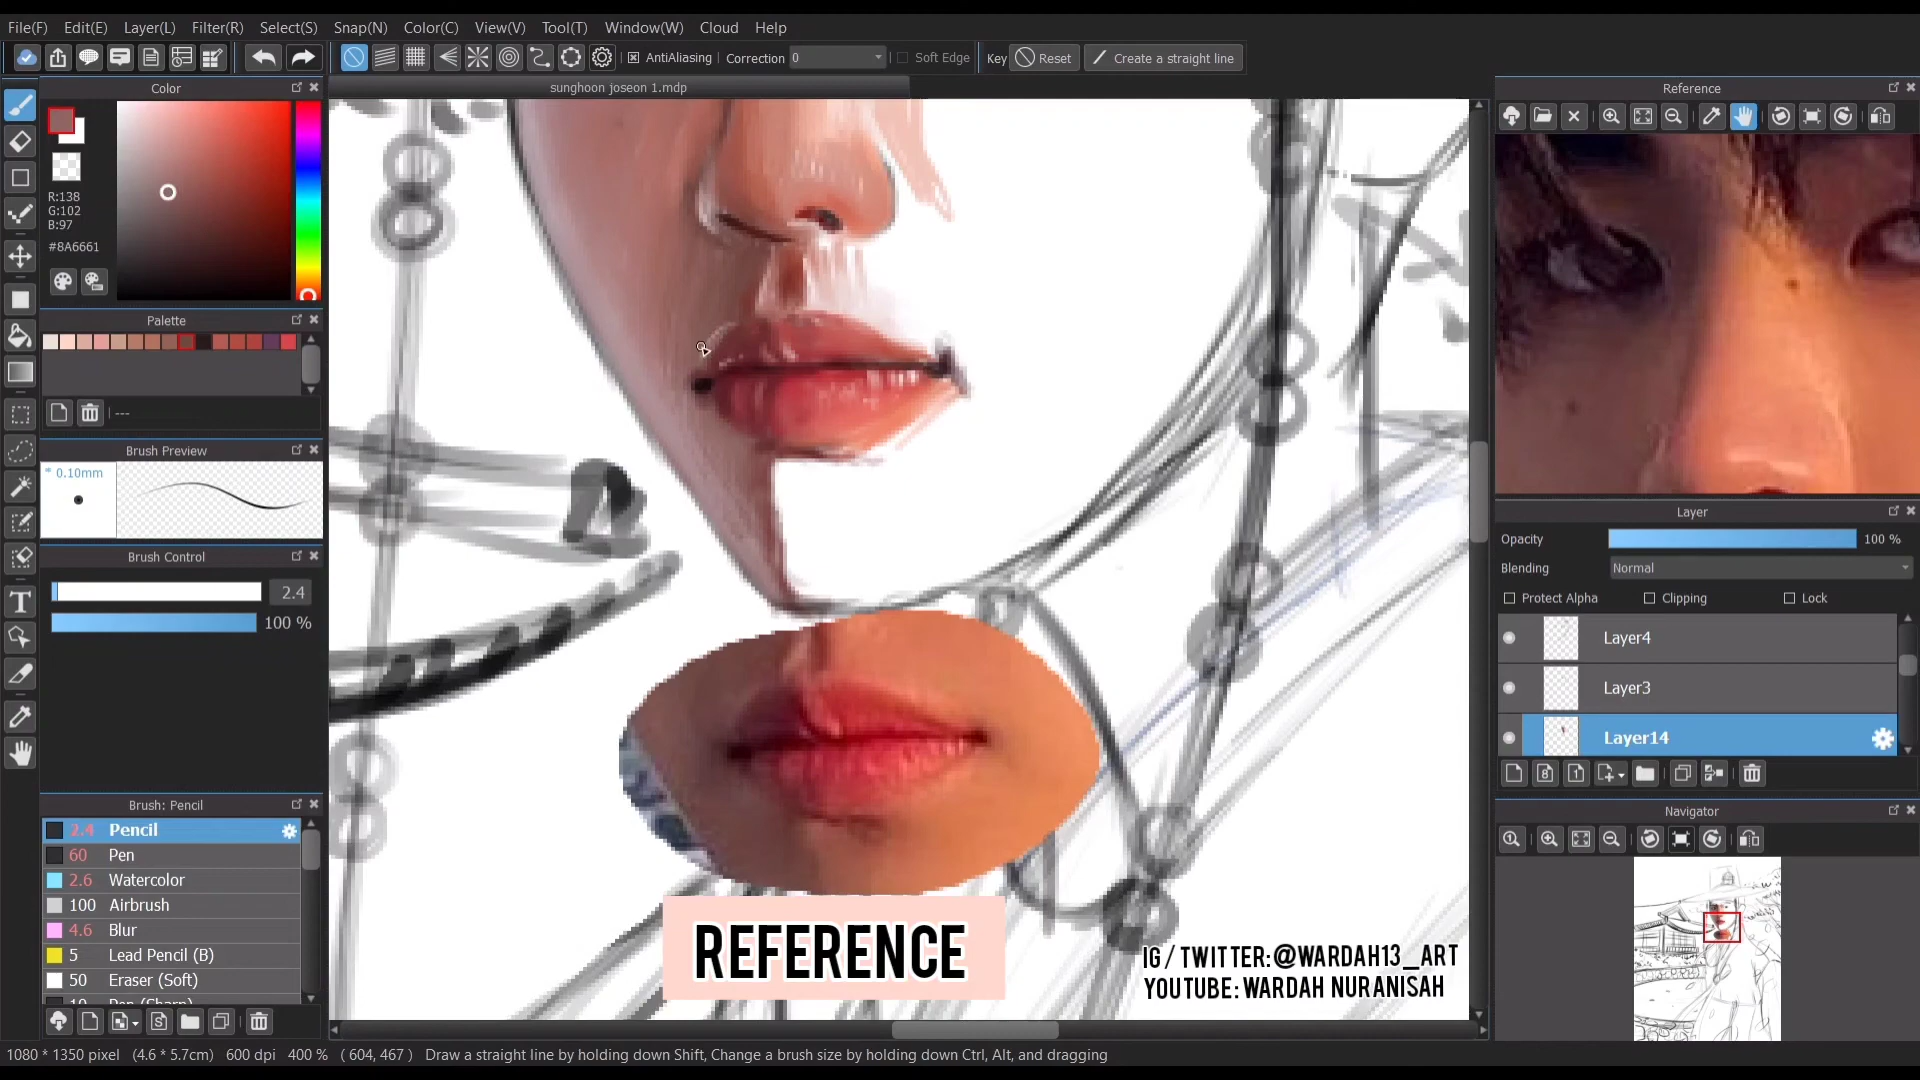 File(F) Edit(E) Layer(L) Filter(R) Select(S) Snap(N) Color(C) View(V) Tool(T) Window(W) Cloud Help
AntiAliasing Correction 0 Soft Edge Key Reset Create a straight line
Color
sunghoon joseon 1.mdp
Reference
R:138
G:102
B:97
#8A6661
Palette
---
Brush Preview
* 0.10mm
Brush Control
2.4
100 %
Brush: Pencil
2.4 Pencil
60 Pen
2.6 Watercolor
100 Airbrush
4.6 Blur
5 Lead Pencil (B)
50 Eraser (Soft)
10 Pen (Sharp)
Layer
Opacity 100 %
Blending Normal
Protect Alpha Clipping Lock
Layer4
Layer3
Layer14
Navigator
REFERENCE
IG / TWITTER: @WARDAH13_ART
YOUTUBE: WARDAH NUR ANISAH
1080 * 1350 pixel (4.6 * 5.7cm) 600 dpi 400 % ( 604, 467 ) Draw a straight line by holding down Shift, Change a brush size by holding down Ctrl, Alt, and dragging